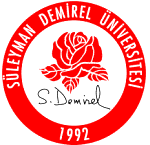 SÜLEYMAN DEMİREL ÜNİVERSİTESİ
S. Demirel
1992